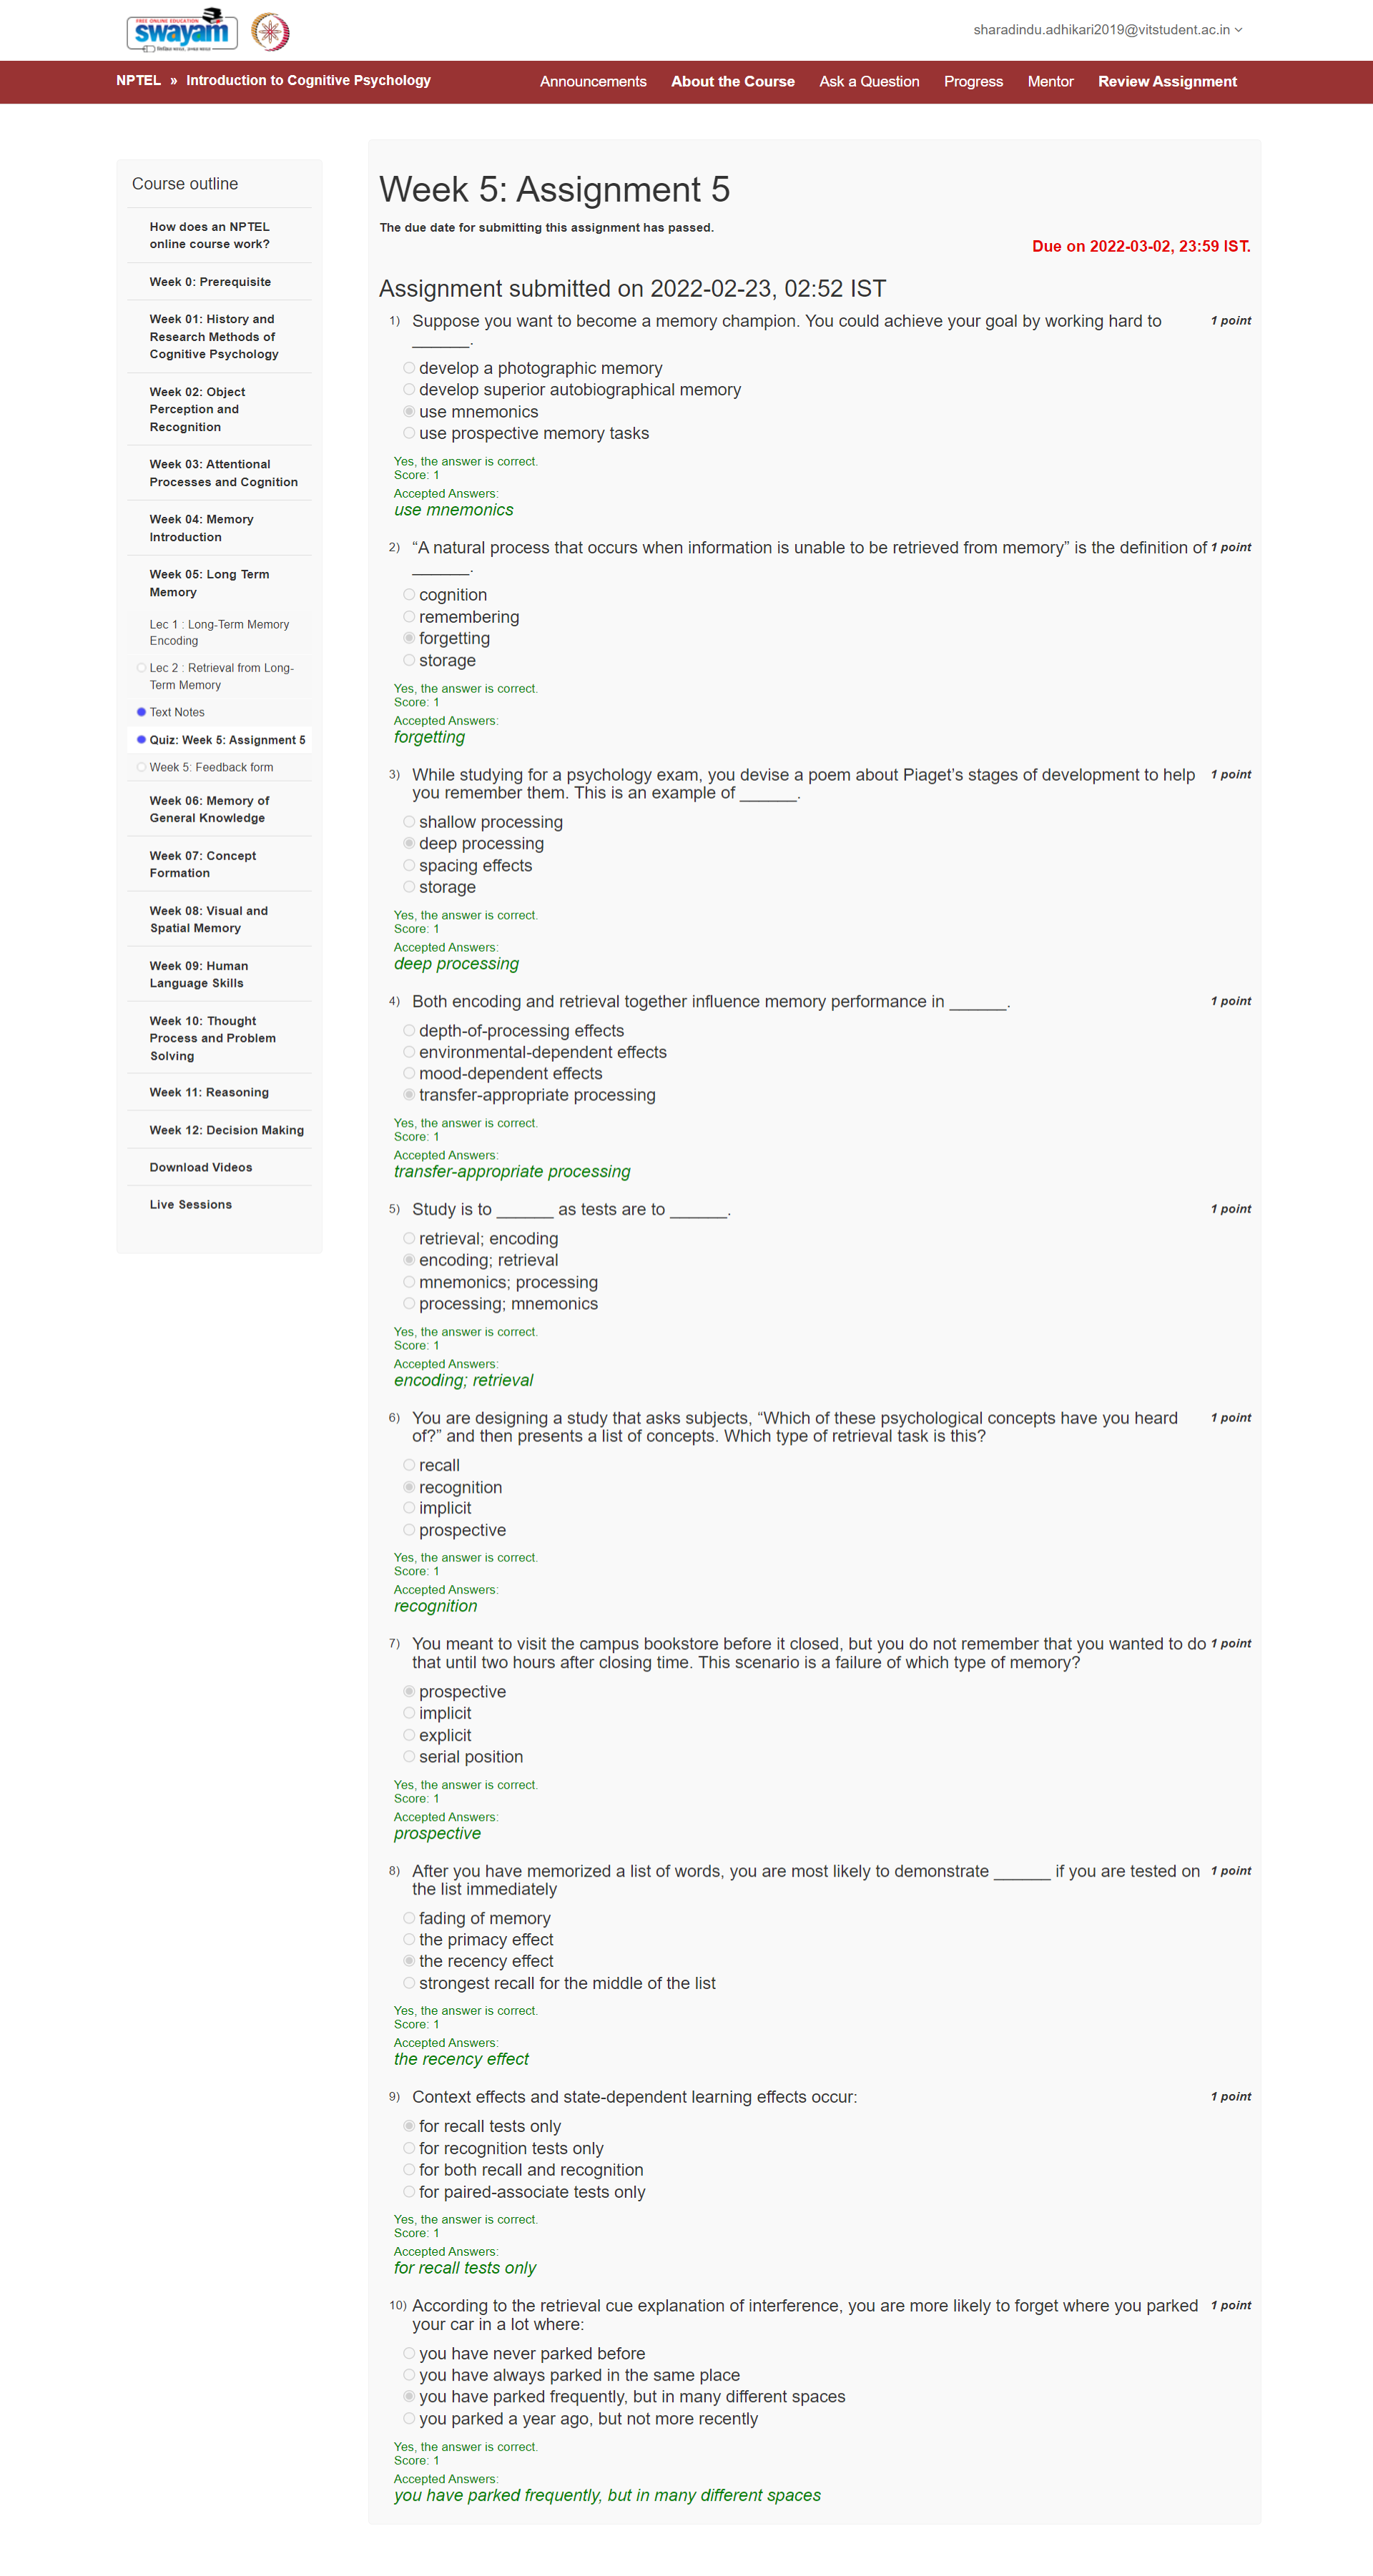 FREE ONLINE EDUCATION
swayam
sharadindu.adhikari2019@vitstudent.ac.in
NPTEL » Introduction to Cognitive Psychology
Announcements About the Course Ask a Question Progress Mentor Review Assignment
Course outline
How does an NPTEL
online course work?
Week 0: Prerequisite
Week 01: History and
Research Methods of
Cognitive Psychology
Week 02: Object
Perception and
Recognition
Week 03: Attentional
Processes and Cognition
Week 04: Memory
Introduction
Week 05: Long Term
Memory
Lec 1 : Long-Term Memory
Encoding
Lec 2 : Retrieval from Long-
Term Memory
Text Notes
Quiz: Week 5: Assignment 5
Week 5: Feedback form
Week 06: Memory of
General Knowledge
Week 07: Concept
Formation
Week 08: Visual and
Spatial Memory
Week 09: Human
Language Skills
Week 10: Thought
Process and Problem
Solving
Week 11: Reasoning
Week 12: Decision Making
Download Videos
Live Sessions
Week 5: Assignment 5
The due date for submitting this assignment has passed.
Due on 2022-03-02, 23:59 IST.
Assignment submitted on 2022-02-23, 02:52 IST
1) Suppose you want to become a memory champion. You could achieve your goal by working hard to 1 point
______.
develop a photographic memory
develop superior autobiographical memory
use mnemonics
use prospective memory tasks
Yes, the answer is correct.
Score: 1
Accepted Answers:
use mnemonics
2) “A natural process that occurs when information is unable to be retrieved from memory” is the definition of 1 point
______.
cognition
remembering
forgetting
storage
Yes, the answer is correct.
Score: 1
Accepted Answers:
forgetting
3) While studying for a psychology exam, you devise a poem about Piaget’s stages of development to help 1 point
you remember them. This is an example of ______.
shallow processing
deep processing
spacing effects
storage
Yes, the answer is correct.
Score: 1
Accepted Answers:
deep processing
4) Both encoding and retrieval together influence memory performance in ______. 1 point
depth-of-processing effects
environmental-dependent effects
mood-dependent effects
transfer-appropriate processing
Yes, the answer is correct.
Score: 1
Accepted Answers:
transfer-appropriate processing
5) Study is to ______ as tests are to ______. 1 point
retrieval; encoding
encoding; retrieval
mnemonics; processing
processing; mnemonics
Yes, the answer is correct.
Score: 1
Accepted Answers:
encoding; retrieval
6) You are designing a study that asks subjects, “Which of these psychological concepts have you heard 1 point
of?” and then presents a list of concepts. Which type of retrieval task is this?
recall
recognition
implicit
prospective
Yes, the answer is correct.
Score: 1
Accepted Answers:
recognition
7) You meant to visit the campus bookstore before it closed, but you do not remember that you wanted to do 1 point
that until two hours after closing time. This scenario is a failure of which type of memory?
prospective
implicit
explicit
serial position
Yes, the answer is correct.
Score: 1
Accepted Answers:
prospective
8) After you have memorized a list of words, you are most likely to demonstrate ______ if you are tested on 1 point
the list immediately
fading of memory
the primacy effect
the recency effect
strongest recall for the middle of the list
Yes, the answer is correct.
Score: 1
Accepted Answers:
the recency effect
9) Context effects and state-dependent learning effects occur: 1 point
for recall tests only
for recognition tests only
for both recall and recognition
for paired-associate tests only
Yes, the answer is correct.
Score: 1
Accepted Answers:
for recall tests only
10) According to the retrieval cue explanation of interference, you are more likely to forget where you parked 1 point
your car in a lot where:
you have never parked before
you have always parked in the same place
you have parked frequently, but in many different spaces
you parked a year ago, but not more recently
Yes, the answer is correct.
Score: 1
Accepted Answers:
you have parked frequently, but in many different spaces